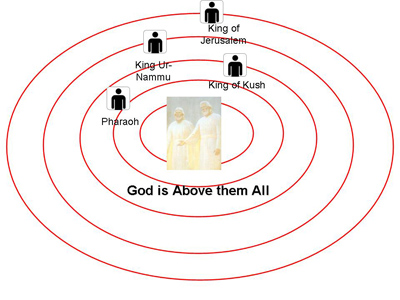 King of
Jerusalem
King Ur-
Nammu
King of Kush
Pharaoh
God is Above them All